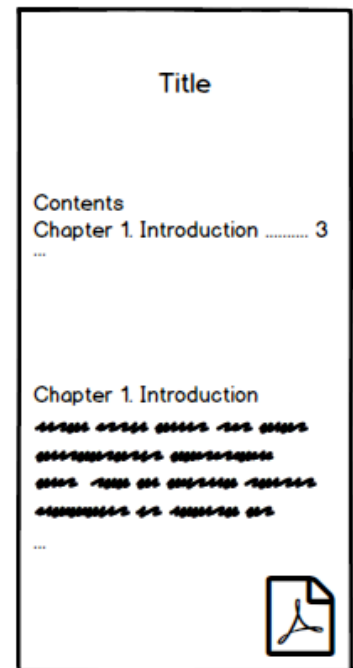 Title
Contents
Chapter 1. Introduction .......... 3
...
Chapter 1. Introduction
...